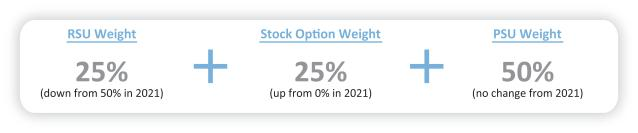 RSU Weight + Stock Option Weight + PSU Weight
25% 25% 50%
(down from 50% in 2021) (up from 0% in 2021) (no change from 2021)